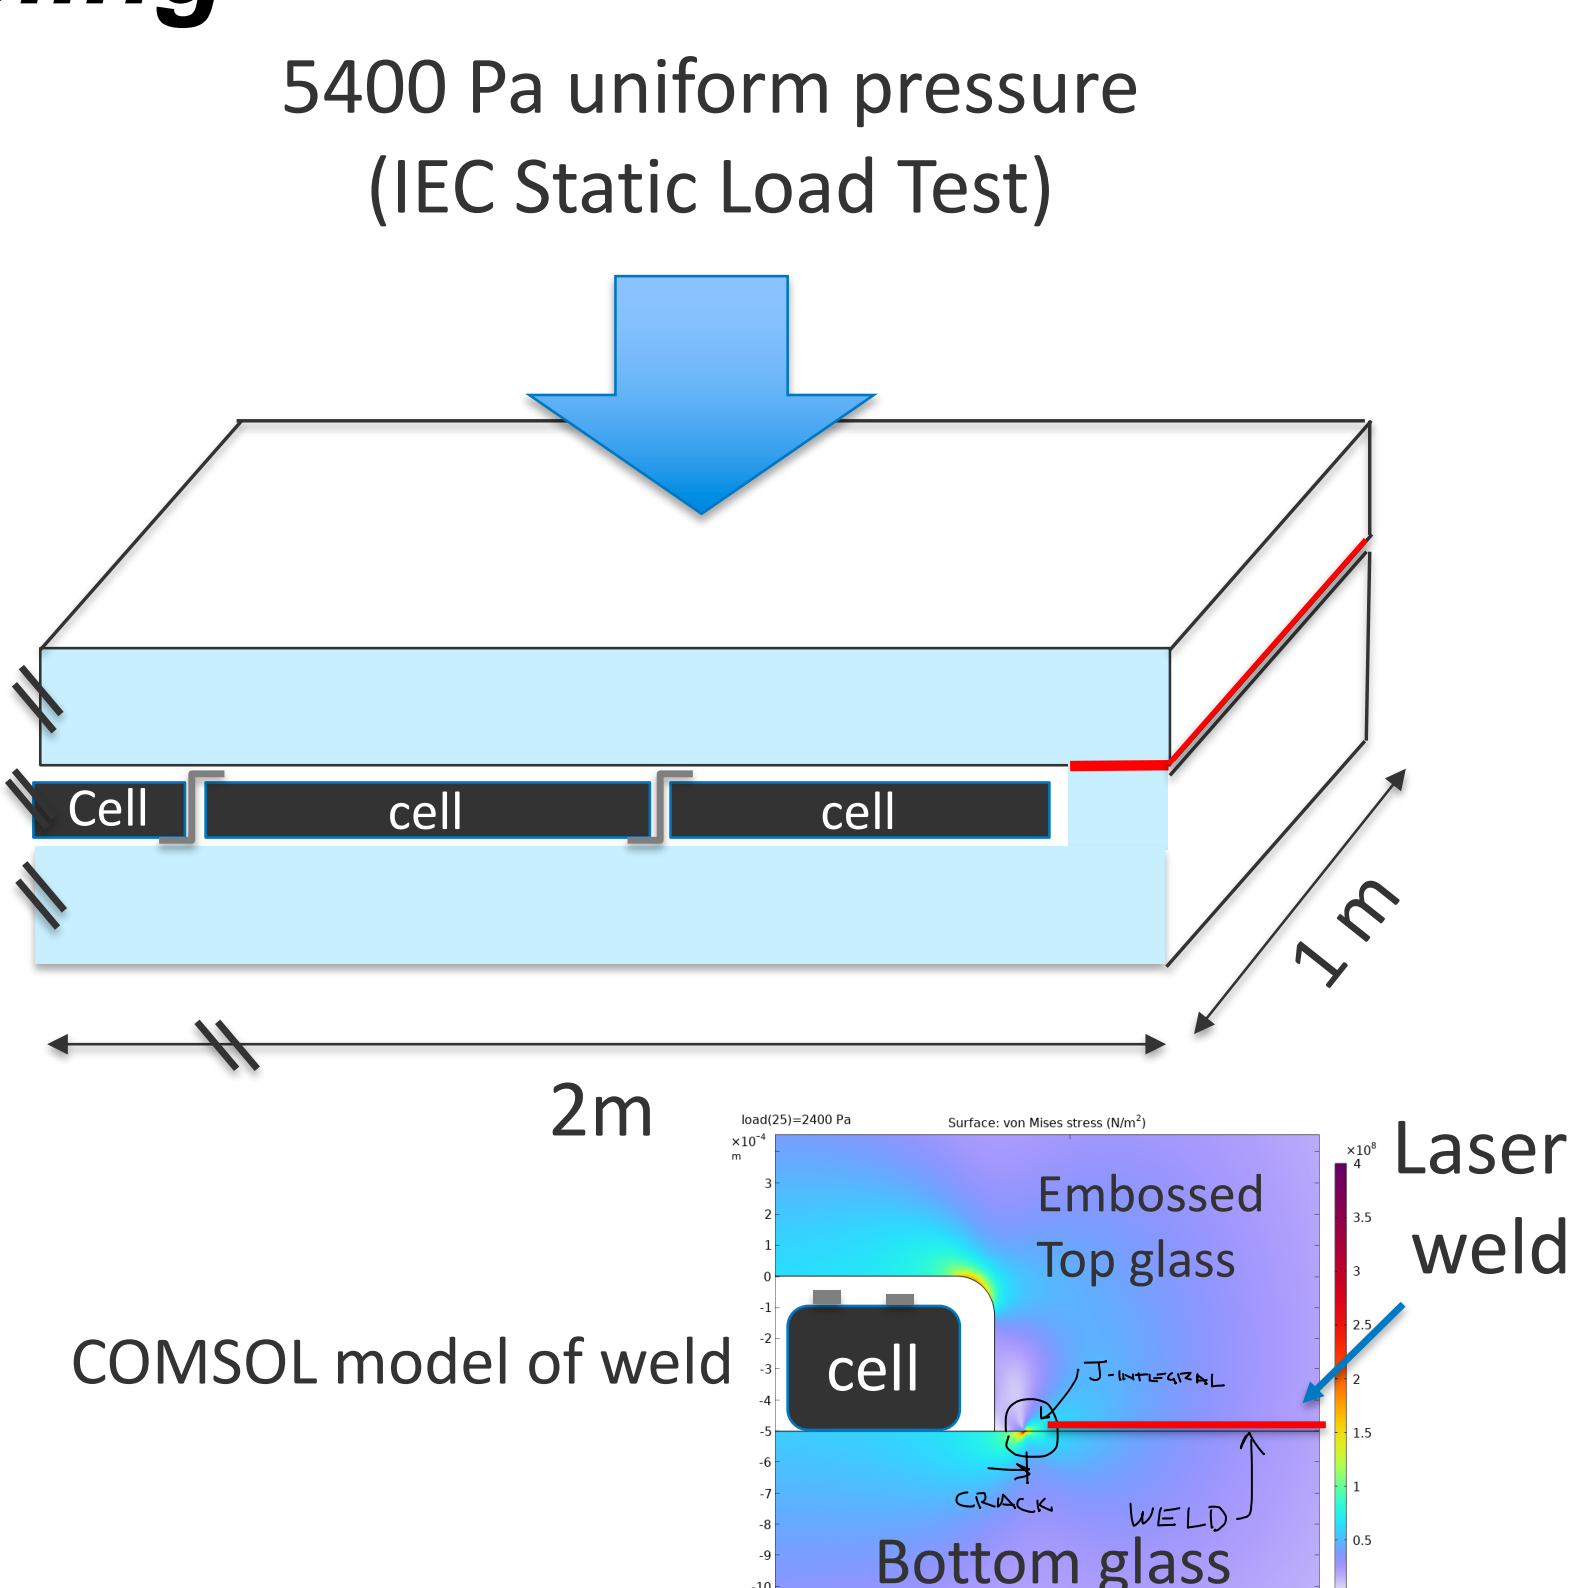 5400 Pa uniform pressure
(IEC Static Load Test)
Cell
cell
cell
1 m
2m
load(25)=2400 Pa
Surface: von Mises stress (N/m²)
×10⁻⁴
m
×10⁸
Laser
weld
Embossed
Top glass
3
2
1
0
-1
-2
-3
-4
-5
-6
-7
-8
-9
-10
4
3.5
3
2.5
2
1.5
1
0.5
COMSOL model of weld
cell
J-INTEGRAL
CRACK
WELD
Bottom glass